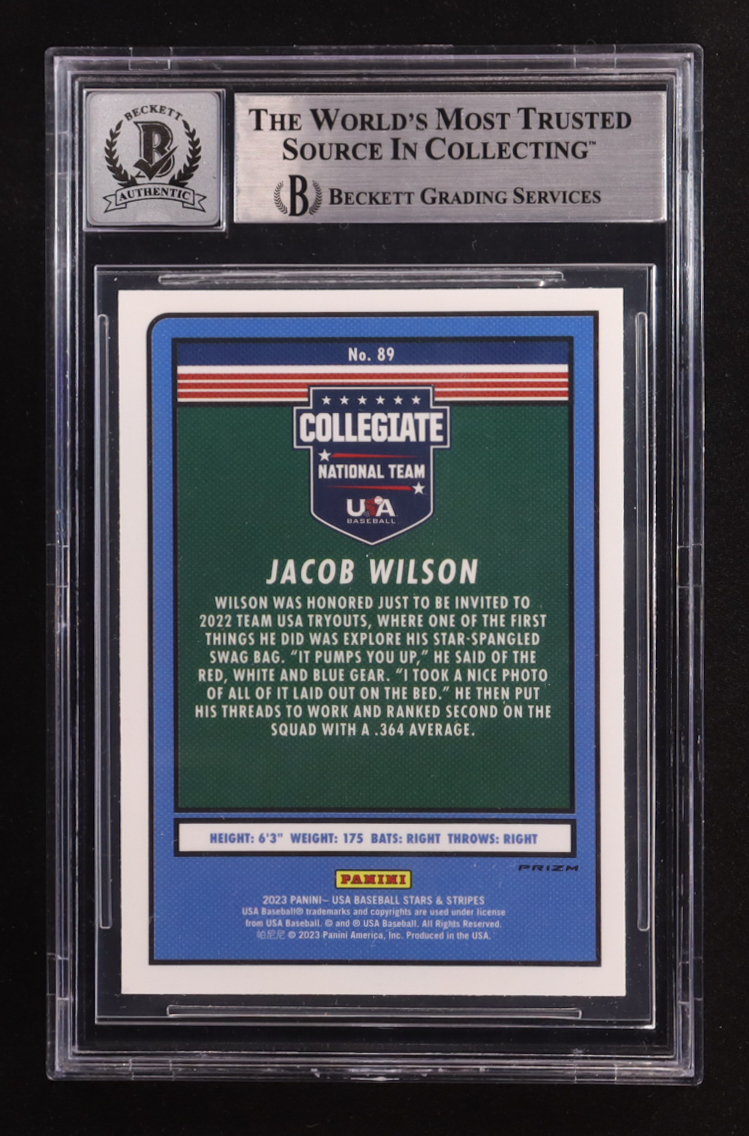 BECKETT
B
AUTHENTIC
THE WORLD'S MOST TRUSTED
SOURCE IN COLLECTING™
B BECKETT GRADING SERVICES
No. 89
COLLEGIATE
NATIONAL TEAM
USA
BASEBALL
JACOB WILSON
WILSON WAS HONORED JUST TO BE INVITED TO
2022 TEAM USA TRYOUTS, WHERE ONE OF THE FIRST
THINGS HE DID WAS EXPLORE HIS STAR-SPANGLED
SWAG BAG. "IT PUMPS YOU UP," HE SAID OF THE
RED, WHITE AND BLUE GEAR. "I TOOK A NICE PHOTO
OF ALL OF IT LAID OUT ON THE BED." HE THEN PUT
HIS THREADS TO WORK AND RANKED SECOND ON THE
SQUAD WITH A .364 AVERAGE.
HEIGHT: 6'3" WEIGHT: 175 BATS: RIGHT THROWS: RIGHT
PRIZM
PANINI
2023 PANINI– USA BASEBALL STARS & STRIPES
USA Baseball® trademarks and copyrights are used under license
from USA Baseball. © and ® USA Baseball. All Rights Reserved.
© 2023 Panini America, Inc. Produced in the USA.